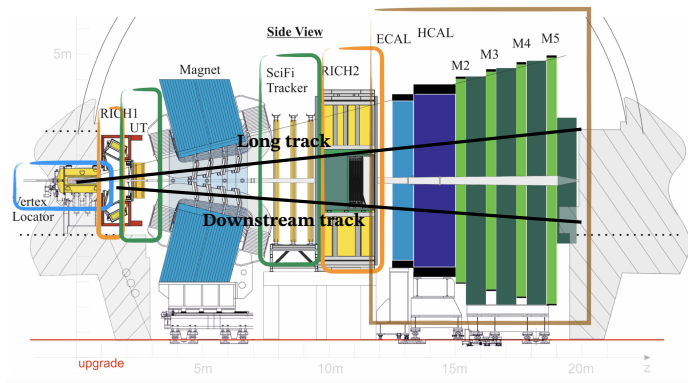 Side View
ECAL
HCAL
5m
M2
M3
M4
M5
Magnet
SciFi
Tracker
RICH2
RICH1
UT
Long track
Vertex
Locator
Downstream track
upgrade
5m
10m
15m
20m
z